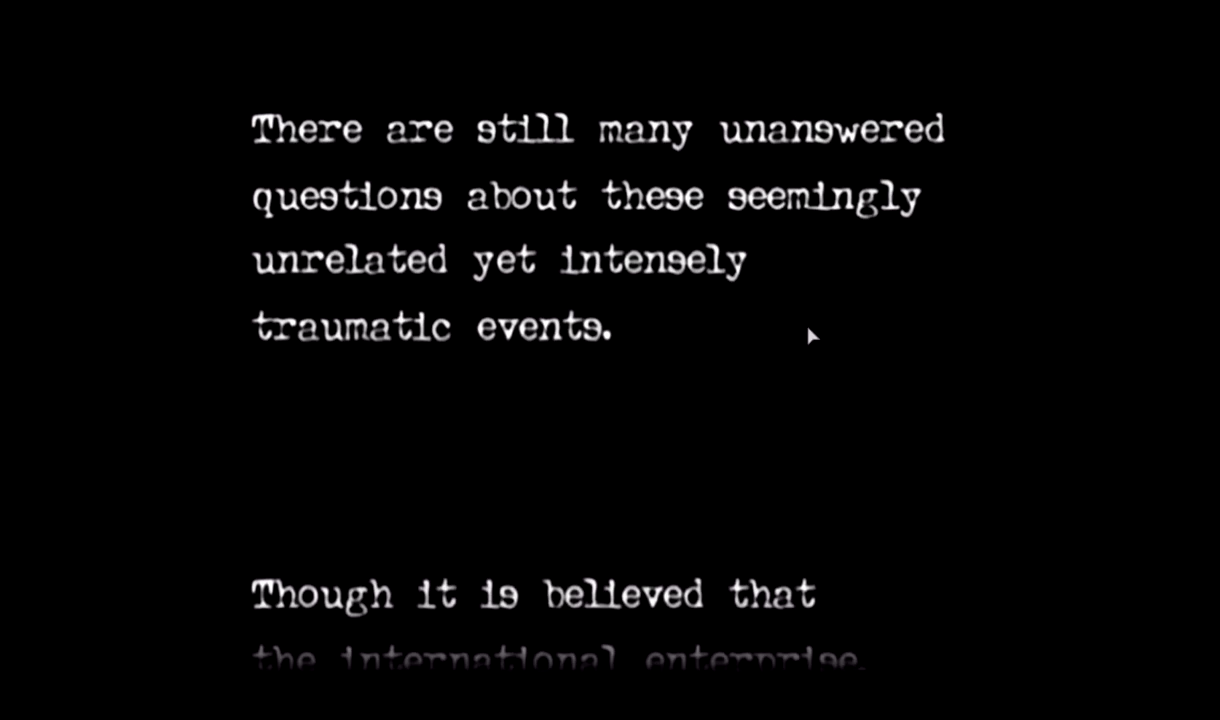 There are still many unanswered
questions about these seemingly
unrelated yet intensely
traumatic events.
Though it is believed that
the international enterprise,